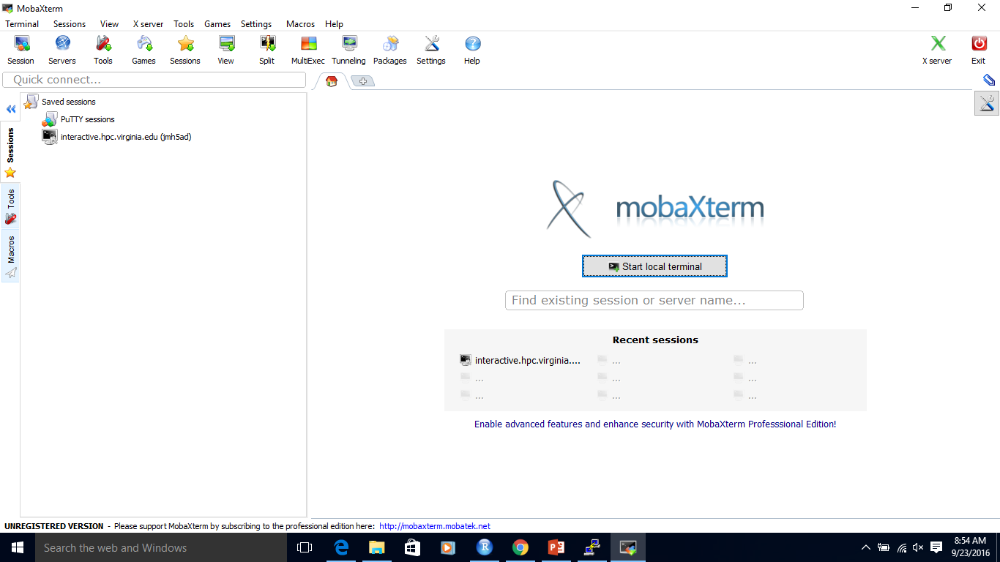 MobaXterm
Terminal Sessions View X server Tools Games Settings Macros Help
Session Servers Tools Games Sessions View Split MultiExec Tunneling Packages Settings Help X server Exit
Quick connect...
Saved sessions
PuTTY sessions
interactive.hpc.virginia.edu (jmh5ad)
Sessions
Tools
Macros
mobaXterm
Start local terminal
Find existing session or server name...
Recent sessions
interactive.hpc.virginia.... ... ...
... ... ...
... ... ...
Enable advanced features and enhance security with MobaXterm Professsional Edition!
UNREGISTERED VERSION - Please support MobaXterm by subscribing to the professional edition here: http://mobaxterm.mobatek.net
Search the web and Windows
8:54 AM
9/23/2016